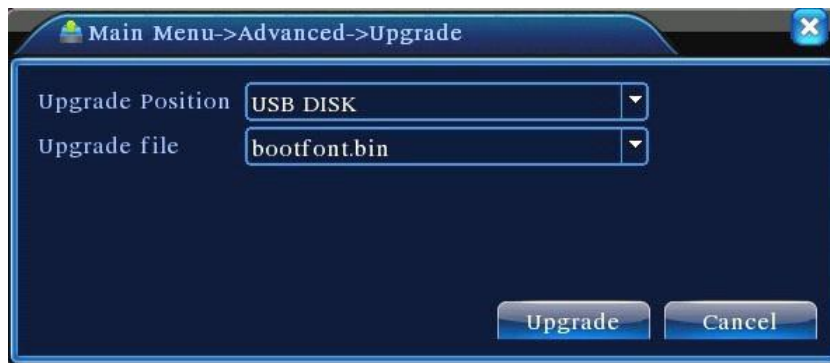 Main Menu->Advanced->Upgrade
Upgrade Position USB DISK
Upgrade file bootfont.bin
Upgrade Cancel